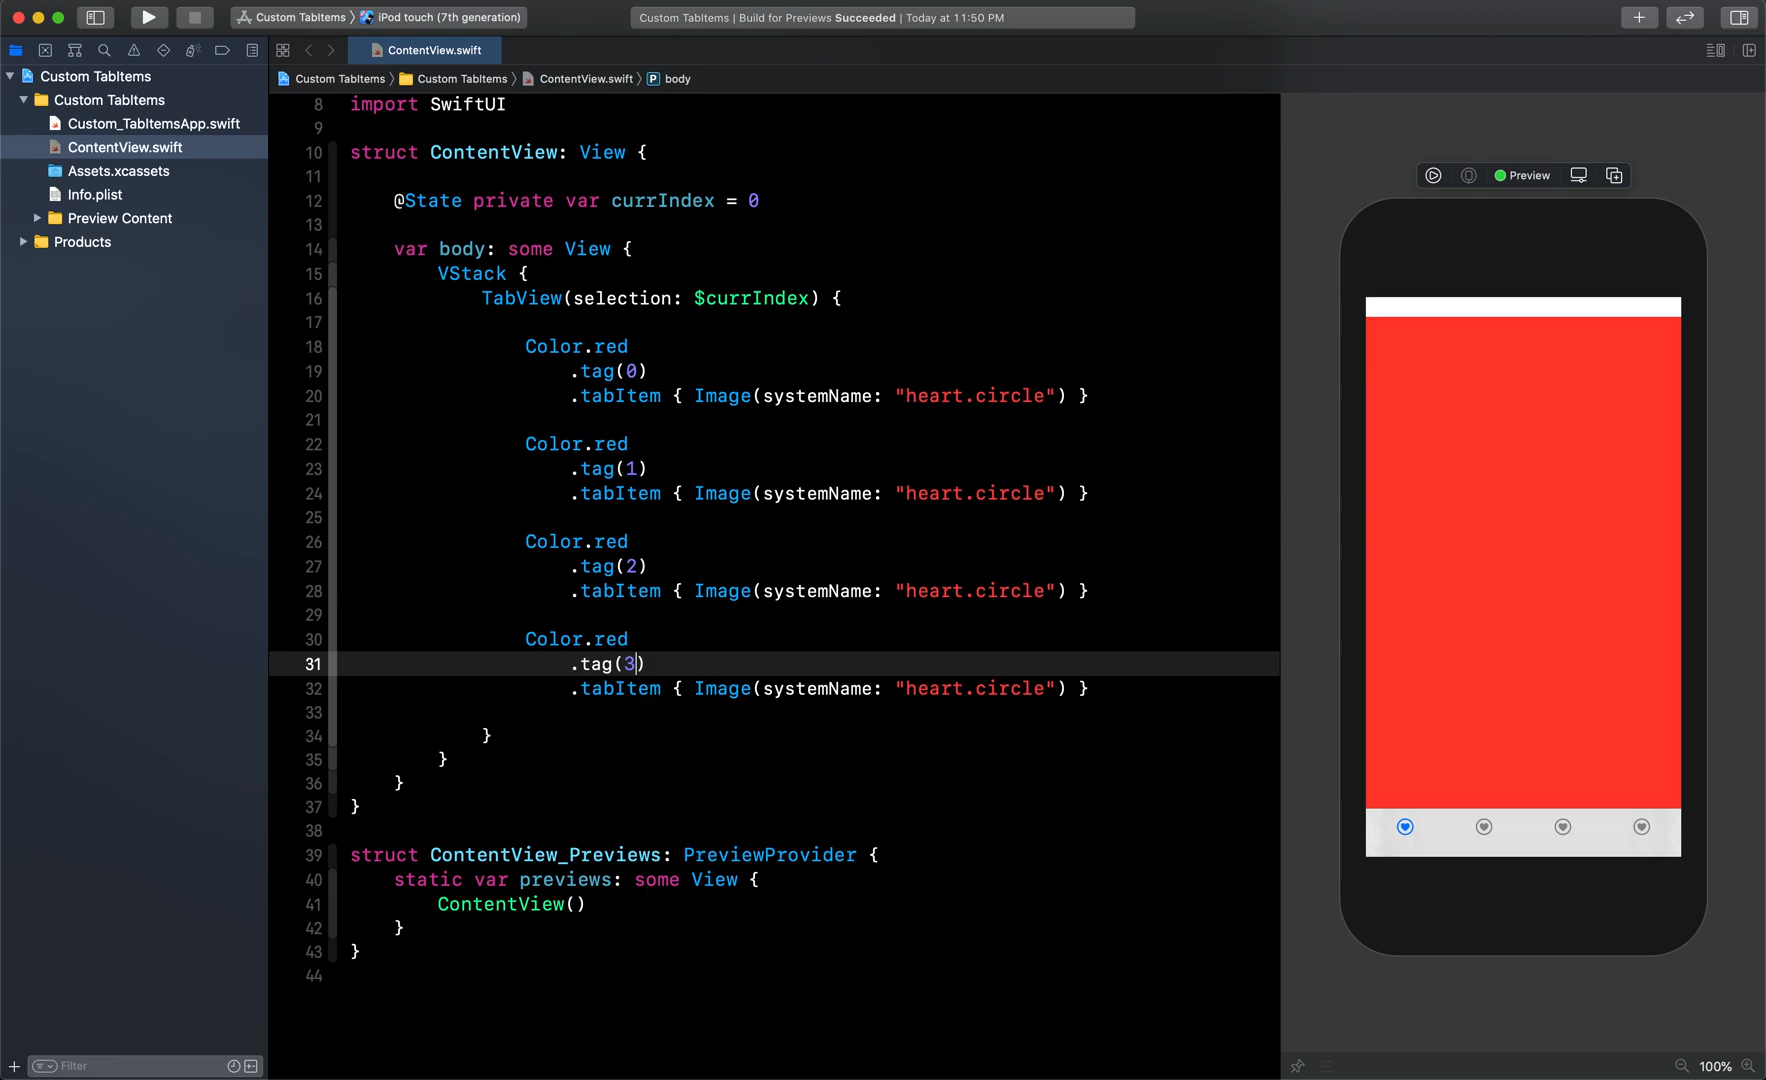 Custom TabItems 〉 iPod touch (7th generation)
Custom TabItems | Build for Previews Succeeded | Today at 11:50 PM
ContentView.swift
Custom TabItems 〉 Custom TabItems 〉 ContentView.swift 〉 P body
Custom TabItems
Custom TabItems
Custom_TabItemsApp.swift
ContentView.swift
Assets.xcassets
Info.plist
Preview Content
Products
Filter
8 import SwiftUI
9
10 struct ContentView: View {
11
12 @State private var currIndex = 0
13
14 var body: some View {
15 VStack {
16 TabView(selection: $currIndex) {
17
18 Color.red
19 .tag(0)
20 .tabItem { Image(systemName: "heart.circle") }
21
22 Color.red
23 .tag(1)
24 .tabItem { Image(systemName: "heart.circle") }
25
26 Color.red
27 .tag(2)
28 .tabItem { Image(systemName: "heart.circle") }
29
30 Color.red
31 .tag(3)
32 .tabItem { Image(systemName: "heart.circle") }
33
34 }
35 }
36 }
37 }
38
39 struct ContentView_Previews: PreviewProvider {
40 static var previews: some View {
41 ContentView()
42 }
43 }
44
Preview
100%